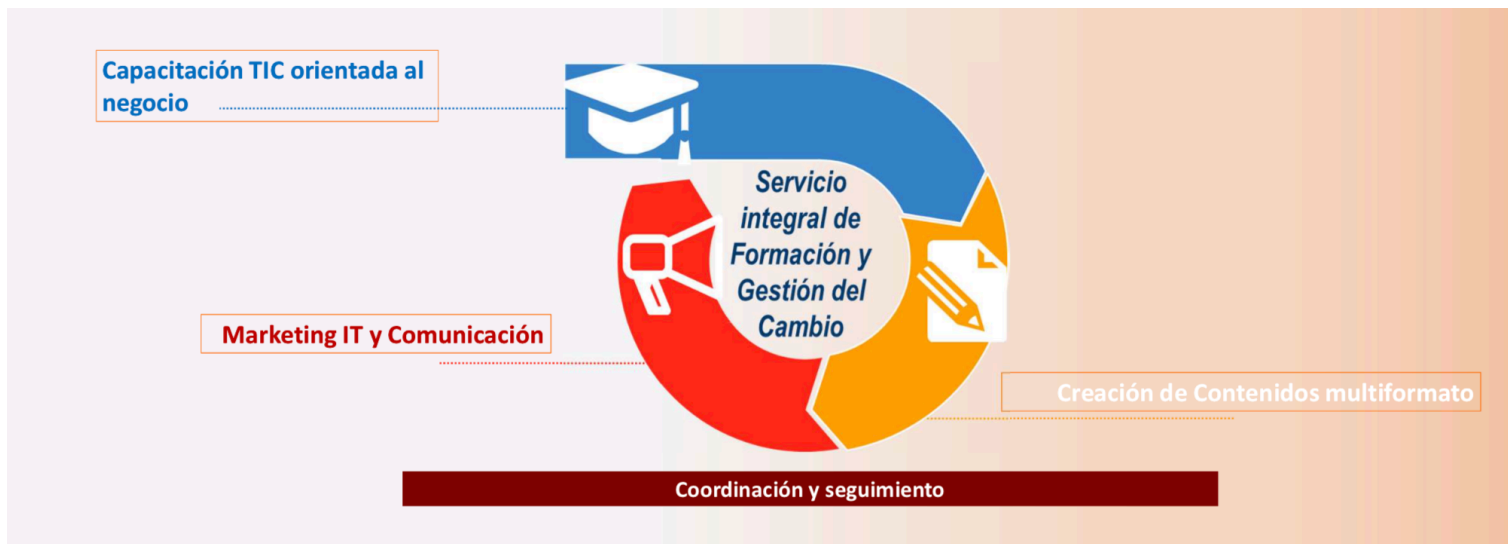 Capacitación TIC orientada al
negocio
Servicio
integral de
Formación y
Gestión del
Cambio
Marketing IT y Comunicación
Creación de Contenidos multiformato
Coordinación y seguimiento